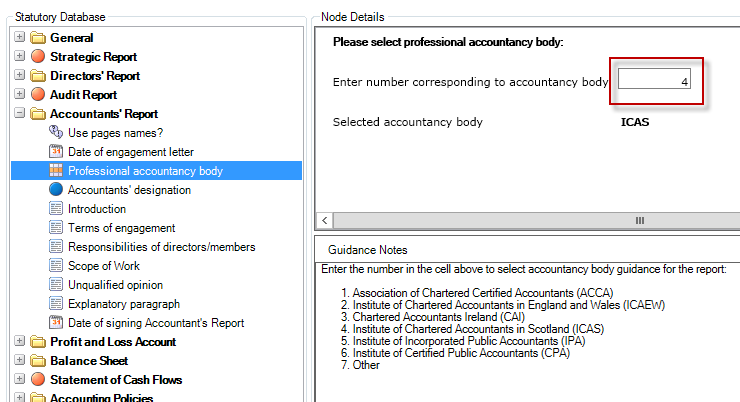 Statutory Database
General
Strategic Report
Directors' Report
Audit Report
Accountants' Report
Use pages names?
31 Date of engagement letter
Professional accountancy body
Accountants' designation
Introduction
Terms of engagement
Responsibilities of directors/members
Scope of Work
Unqualified opinion
Explanatory paragraph
31 Date of signing Accountant's Report
Profit and Loss Account
Balance Sheet
Statement of Cash Flows
Accounting Policies
Node Details
Please select professional accountancy body:
Enter number corresponding to accountancy body 4
Selected accountancy body ICAS
Guidance Notes
Enter the number in the cell above to select accountancy body guidance for the report:
1. Association of Chartered Certified Accountants (ACCA)
2. Institute of Chartered Accountants in England and Wales (ICAEW)
3. Chartered Accountants Ireland (CAI)
4. Institute of Chartered Accountants in Scotland (ICAS)
5. Institute of Incorporated Public Accountants (IPA)
6. Institute of Certified Public Accountants (CPA)
7. Other